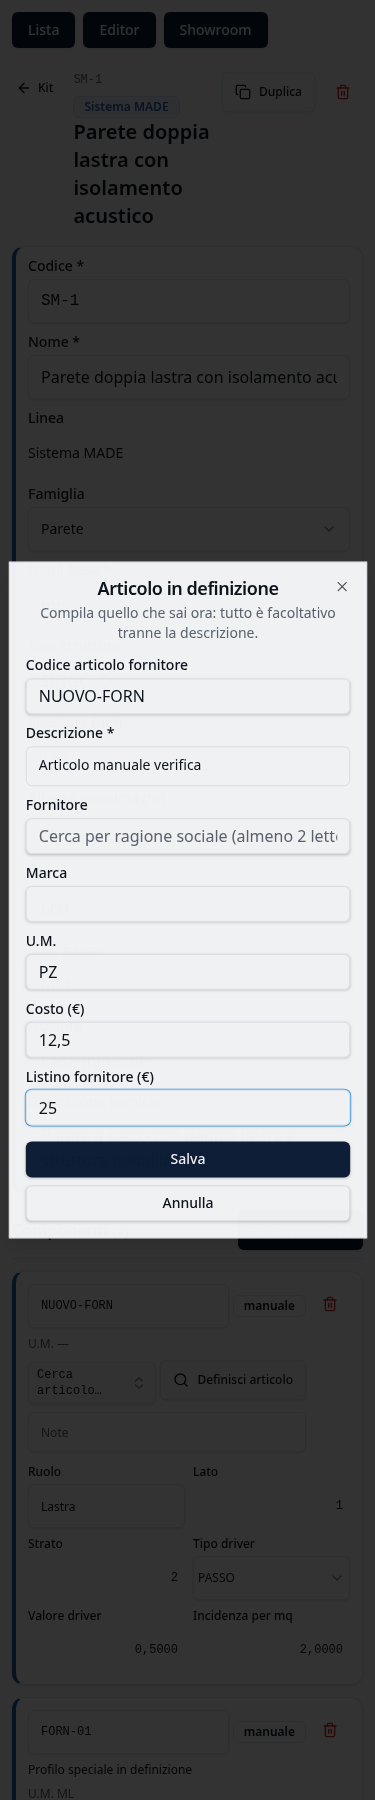 Lista
Editor
Showroom
Kit
SM-1
Sistema MADE
Duplica
Parete doppia
lastra con
isolamento
acustico
Codice *
SM-1
Nome *
Parete doppia lastra con isolamento acu
Linea
Sistema MADE
Famiglia
Parete
Articolo in definizione
Compila quello che sai ora: tutto è facoltativo
tranne la descrizione.
Codice articolo fornitore
NUOVO-FORN
Descrizione *
Articolo manuale verifica
Fornitore
Cerca per ragione sociale (almeno 2 lette
Marca
U.M.
PZ
Costo (€)
12,5
Listino fornitore (€)
25
Salva
Annulla
NUOVO-FORN
manuale
U.M. —
Cerca
articolo…
Definisci articolo
Note
Ruolo
Lato
Lastra
1
Strato
Tipo driver
2
PASSO
Valore driver
Incidenza per mq
0,5000
2,0000
FORN-01
manuale
Profilo speciale in definizione
U.M. ML